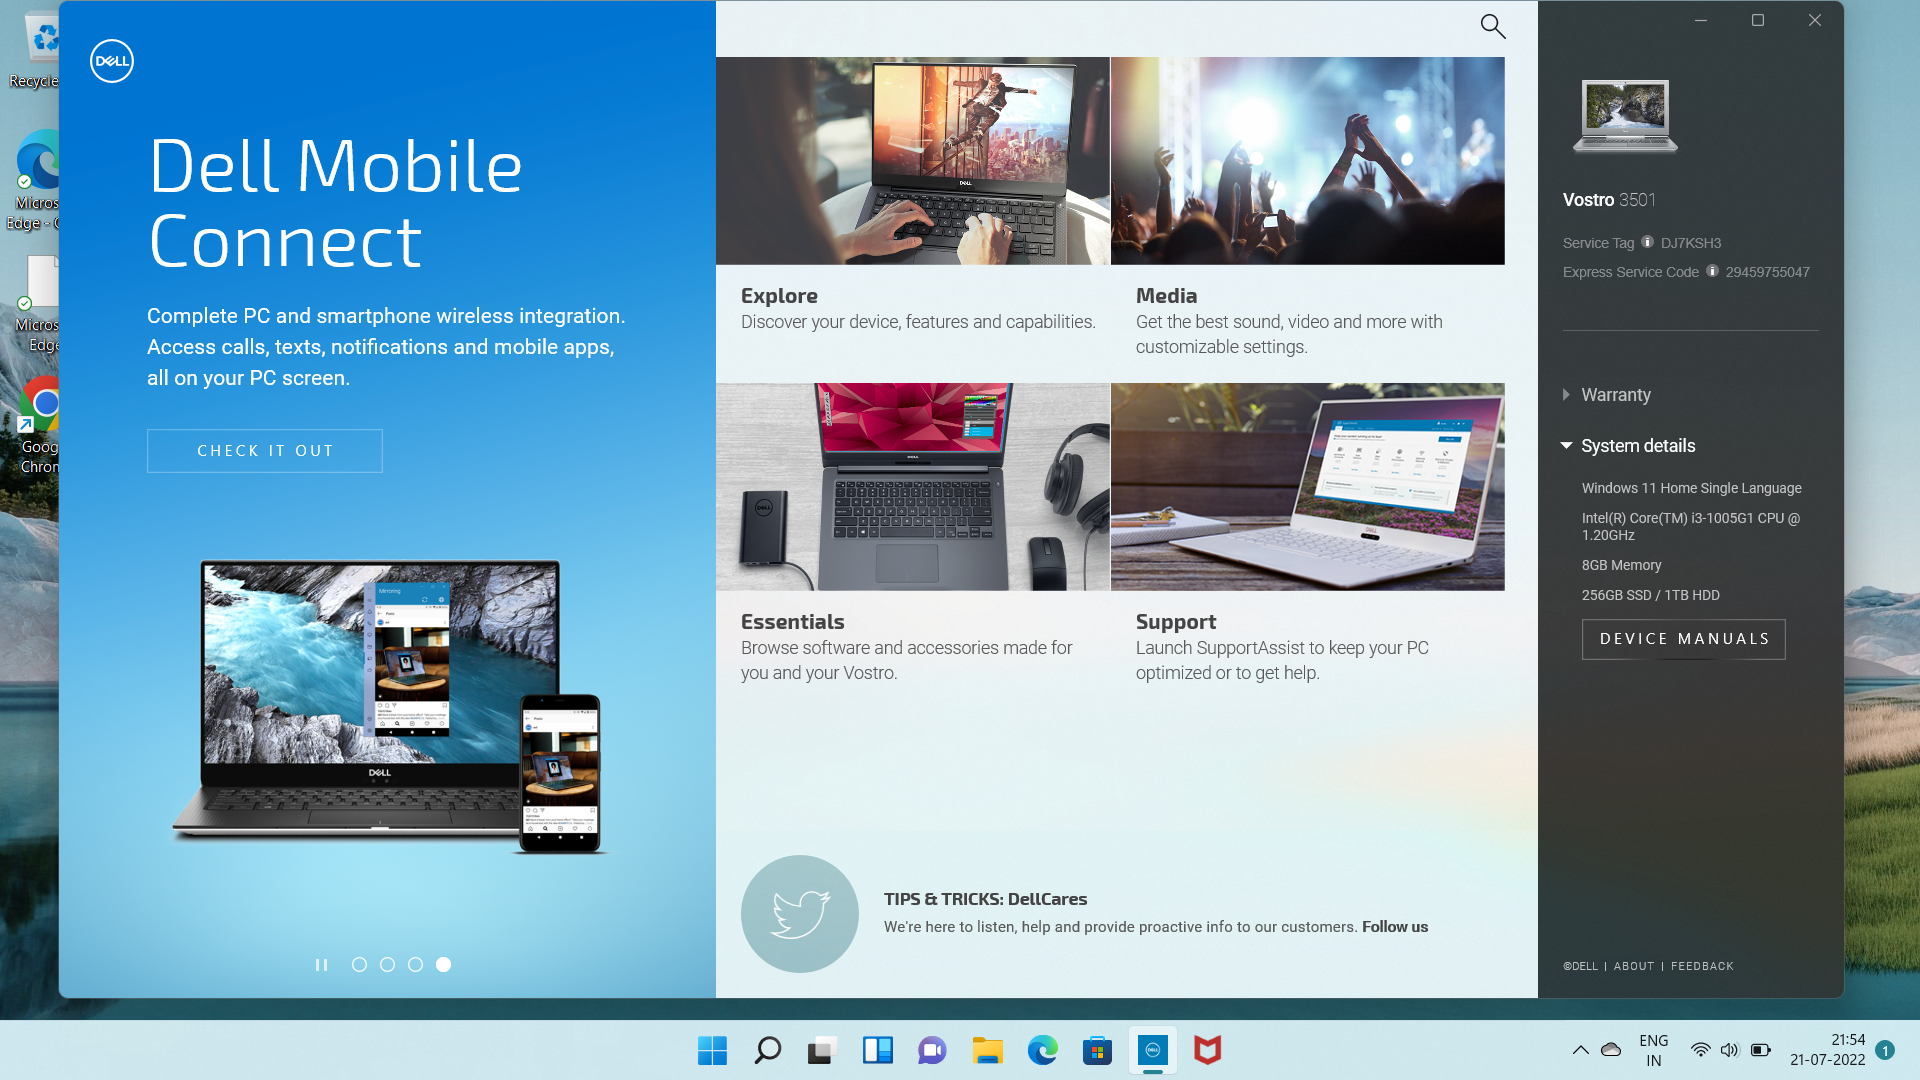 Recycle
Micros
Edge - C
Micros
Edge
Goog
Chron
DELL
Dell Mobile
Connect
Complete PC and smartphone wireless integration.
Access calls, texts, notifications and mobile apps,
all on your PC screen.
CHECK IT OUT
Mirroring
Posts
DELL
Posts
Explore
Discover your device, features and capabilities.
Media
Get the best sound, video and more with
customizable settings.
Essentials
Browse software and accessories made for
you and your Vostro.
Support
Launch SupportAssist to keep your PC
optimized or to get help.
TIPS & TRICKS: DellCares
We're here to listen, help and provide proactive info to our customers. Follow us
Vostro 3501
Service Tag DJ7KSH3
Express Service Code 29459755047
Warranty
System details
Windows 11 Home Single Language
Intel(R) Core(TM) i3-1005G1 CPU @
1.20GHz
8GB Memory
256GB SSD / 1TB HDD
DEVICE MANUALS
©DELL | ABOUT | FEEDBACK
ENG
IN
21:54
21-07-2022
1